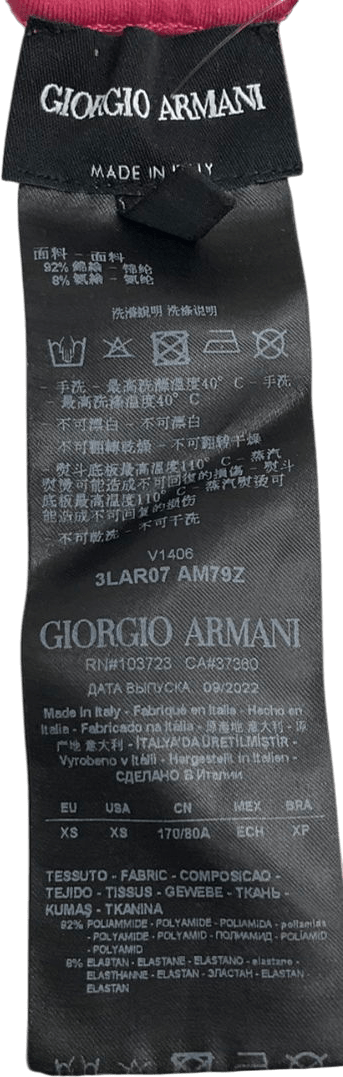 GIORGIO ARMANI
MADE IN ITALY
面料 - 面料
92% 錦綸 - 锦纶
8% 氨綸 - 氨纶
洗滌說明 洗涤说明
- 手洗 - 最高洗滌溫度40° C - 手洗
- 最高洗涤温度40° C
- 不可漂白 - 不可漂白
- 不可翻轉乾燥 - 不可翻转干燥
- 熨斗底板最高溫度110° C - 蒸汽
熨燙可能造成不可回復的損傷 - 熨斗
底板最高温度110° C - 蒸汽熨烫可
能造成不可回复的损伤
- 不可乾洗 - 不可干洗
V1406
3LAR07 AM79Z
GIORGIO ARMANI
RN#103723 CA#37360
ДАТА ВЫПУСКА 09/2022
Made in Italy - Fabriqué en Italie - Hecho en
Italia - Fabricado na Itália - 原海地 意大利 - 原
产地 意大利 - İTALYA'DA ÜRETİLMİŞTİR -
Vyrobeno v Itálii - Hergestellt in Italien -
СДЕЛАНО В Италии
EU USA CN MEX BRA
XS XS 170/80A ECH XP
TESSUTO - FABRIC - COMPOSICAO -
TEJIDO - TISSUS - GEWEBE - ТКАНЬ -
KUMAŞ - TKANINA
92% POLIAMMIDE - POLYAMIDE - POLIAMIDA - poliamida
- POLYAMIDE - POLYAMID - ПОЛИАМИД - POLİAMİD
- POLYAMID
8% ELASTAN - ELASTANE - ELASTANO - elastano -
ELASTHANNE - ELASTAN - ЭЛАСТАН - ELASTAN -
ELASTAN